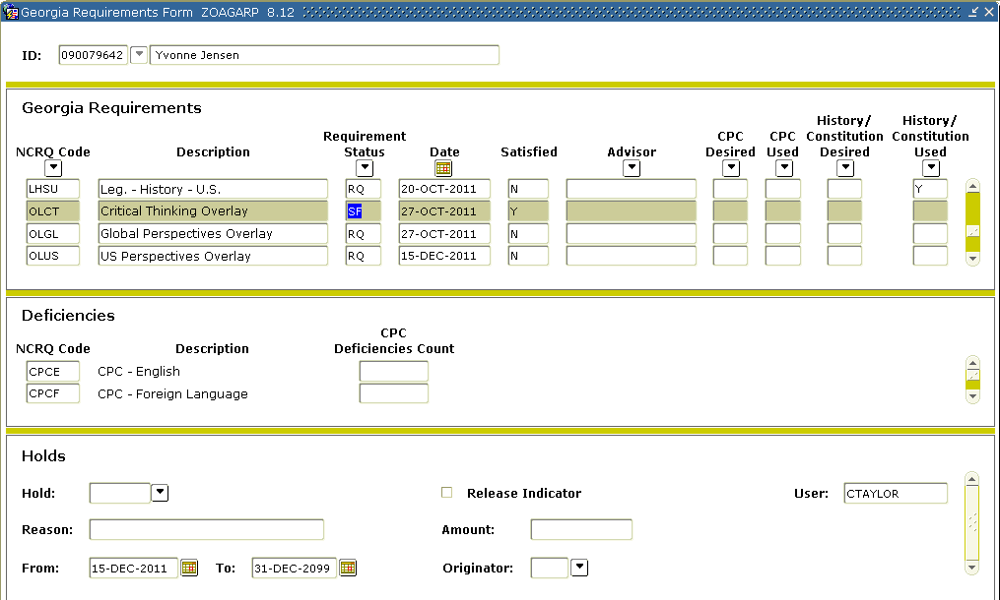 Georgia Requirements Form ZOAGARP 8.12
ID: 090079642 Yvonne Jensen
Georgia Requirements
NCRQ Code Description Requirement Status Date Satisfied Advisor CPC Desired CPC Used History/ Constitution Desired History/ Constitution Used
LHSU Leg. - History - U.S. RQ 20-OCT-2011 N Y
OLCT Critical Thinking Overlay SF 27-OCT-2011 Y
OLGL Global Perspectives Overlay RQ 27-OCT-2011 N
OLUS US Perspectives Overlay RQ 15-DEC-2011 N
Deficiencies
NCRQ Code Description CPC Deficiencies Count
CPCE CPC - English
CPCF CPC - Foreign Language
Holds
Hold: Release Indicator User: CTAYLOR
Reason: Amount:
From: 15-DEC-2011 To: 31-DEC-2099 Originator: